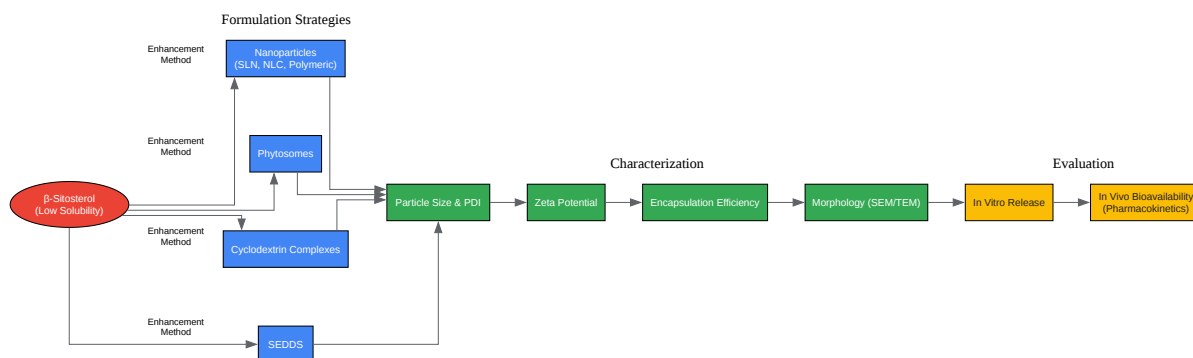 Formulation Strategies
Enhancement
Method
Nanoparticles
(SLN, NLC, Polymeric)
Enhancement
Method
Phytosomes
Characterization
Evaluation
β-Sitosterol
(Low Solubility)
Particle Size & PDI
Zeta Potential
Encapsulation Efficiency
Morphology (SEM/TEM)
In Vitro Release
In Vivo Bioavailability
(Pharmacokinetics)
Enhancement
Method
Cyclodextrin Complexes
Enhancement
Method
SEDDS